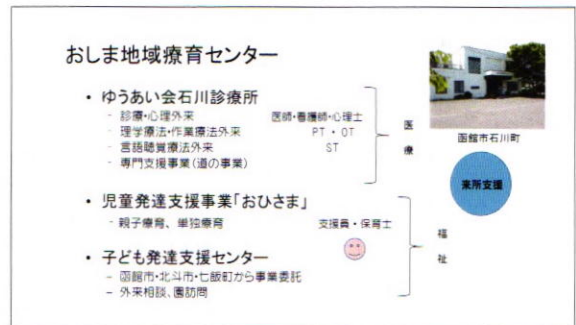 おしま地域療育センター
・ ゆうあい会石川診療所
- 診療・心理外来 医師・看護師・心理士
- 理学療法・作業療法外来 PT・OT
- 言語聴覚療法外来 ST
- 専門支援事業(道の事業)
医療
函館市石川町
来所支援
・ 児童発達支援事業「おひさま」
- 親子療育、単独療育 支援員・保育士
・ 子ども発達支援センター
- 函館市・北斗市・七飯町から事業委託
- 外来相談、園訪問
福祉